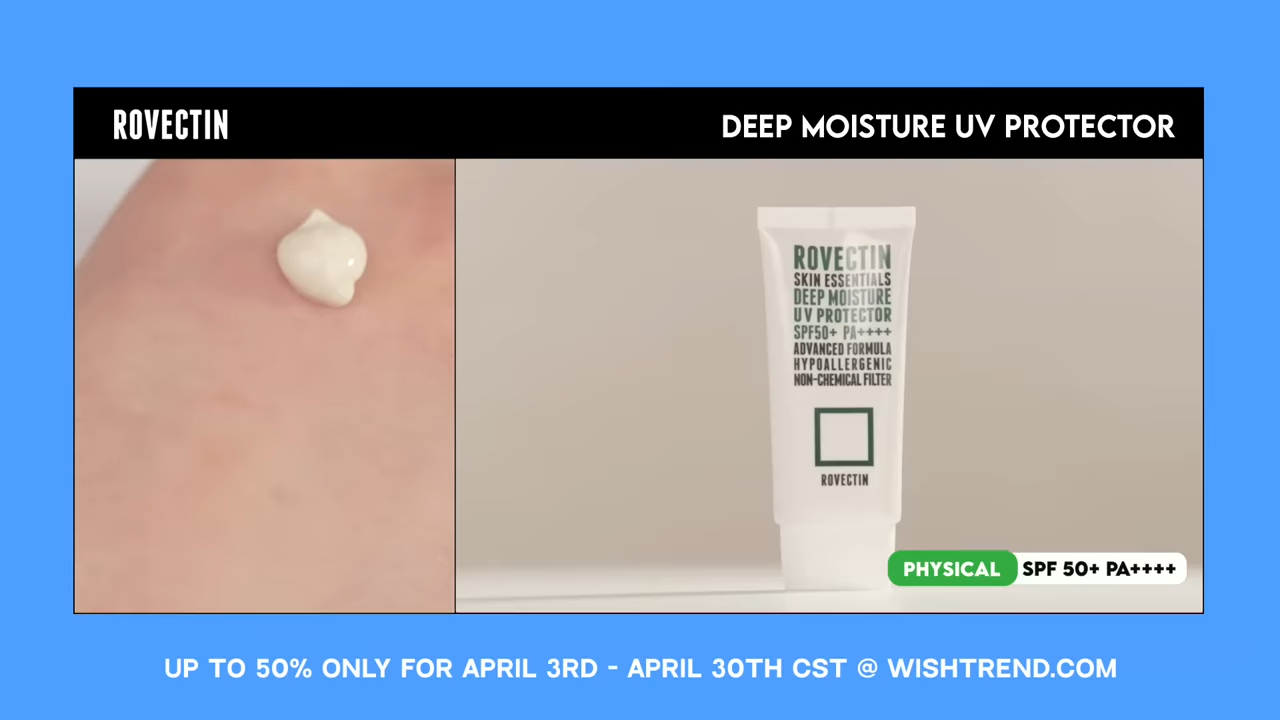 ROVECTIN
DEEP MOISTURE UV PROTECTOR
ROVECTIN
SKIN ESSENTIALS
DEEP MOISTURE
UV PROTECTOR
SPF50+ PA++++
ADVANCED FORMULA
HYPOALLERGENIC
NON-CHEMICAL FILTER
ROVECTIN
PHYSICAL SPF 50+ PA++++
UP TO 50% ONLY FOR APRIL 3RD - APRIL 30TH CST @ WISHTREND.COM